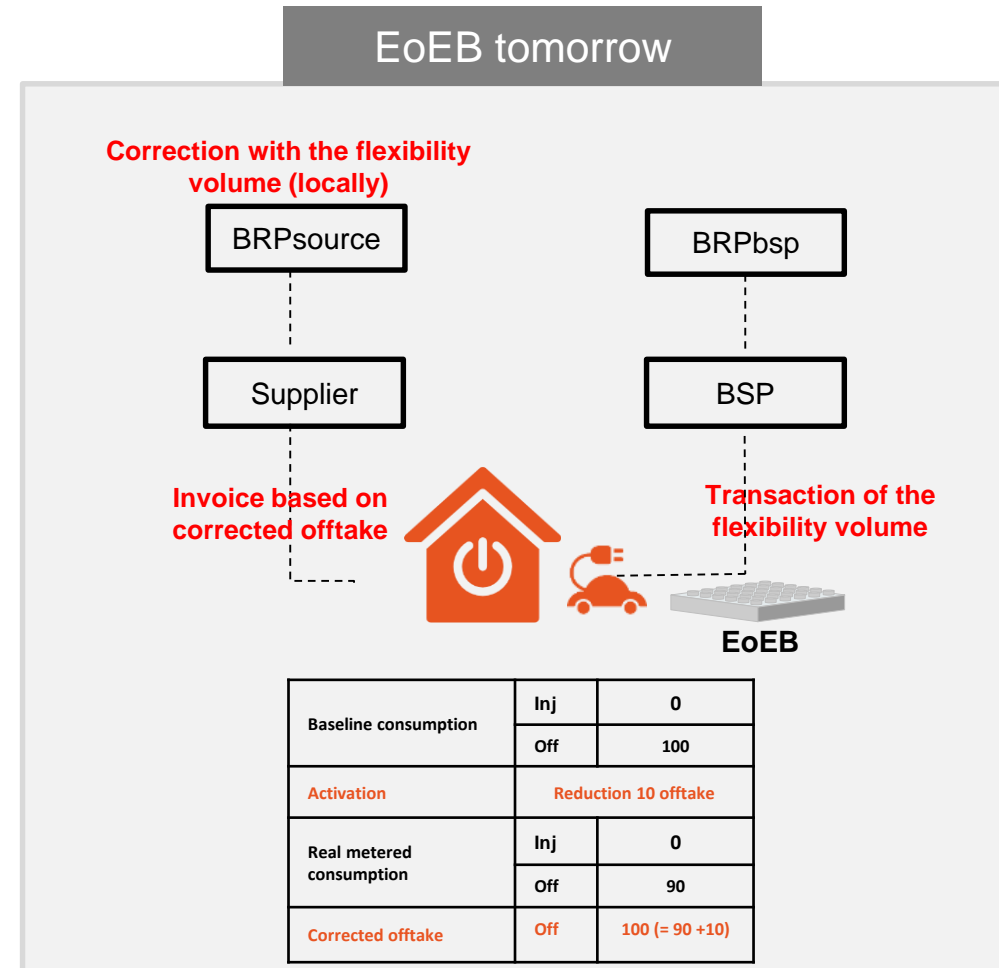 EoEB tomorrow
Correction with the flexibility
volume (locally)
BRPsource
BRPbsp
Supplier
BSP
Invoice based on
corrected offtake
Transaction of the
flexibility volume
EoEB
Baseline consumption
Inj
0
Off
100
Activation
Reduction 10 offtake
Real metered
consumption
Inj
0
Off
90
Corrected offtake
Off
100 (= 90 +10)